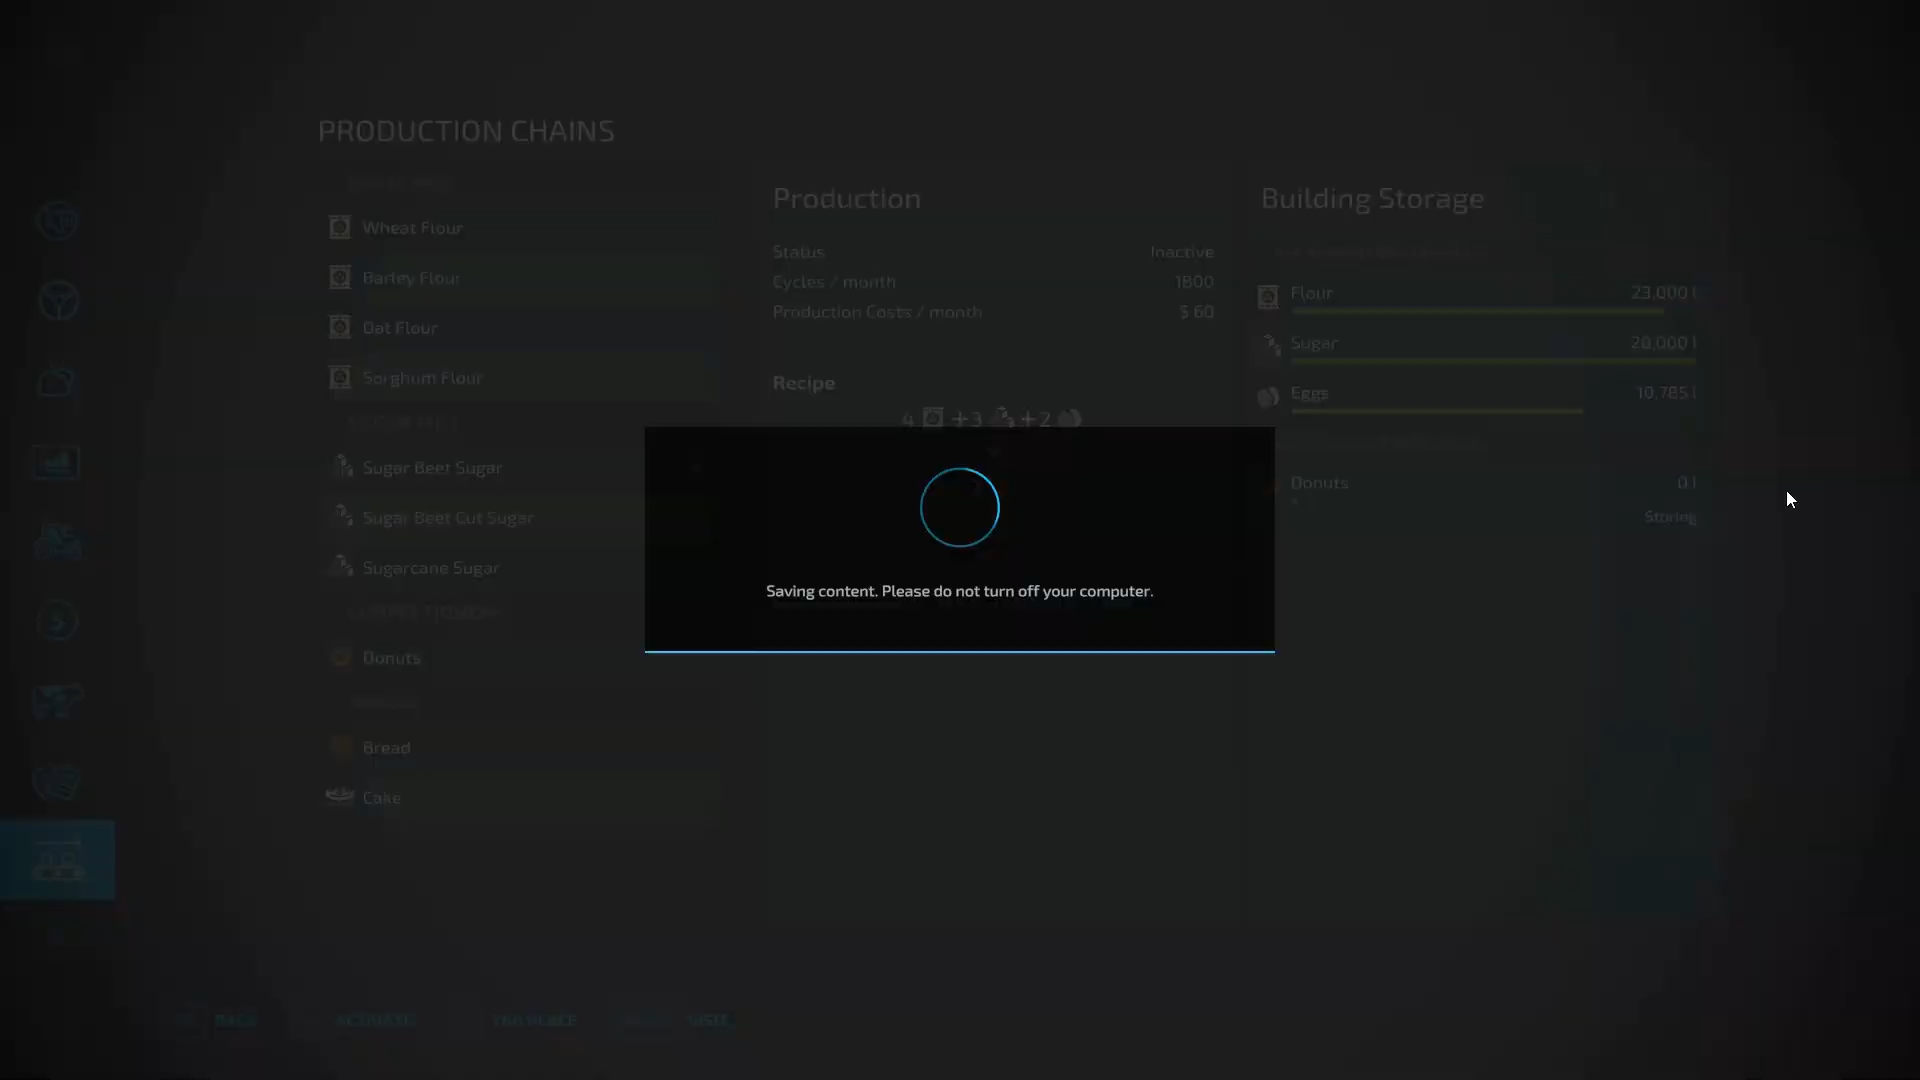 PRODUCTION CHAINS
Wheat Flour
Barley Flour
Oat Flour
Sorghum Flour
Sugar Beet Sugar
Sugar Beet Cut Sugar
Sugarcane Sugar
Donuts
Bread
Cake
Production
Status Inactive
Cycles / month 1800
Production Costs / month $ 60
Recipe
4 +3 +2
Saving content. Please do not turn off your computer.
Building Storage
Flour 23,000 l
Sugar 20,000 l
Eggs 10,785 l
Donuts 0 l
Storing
BACK ACTIVATE VISIT